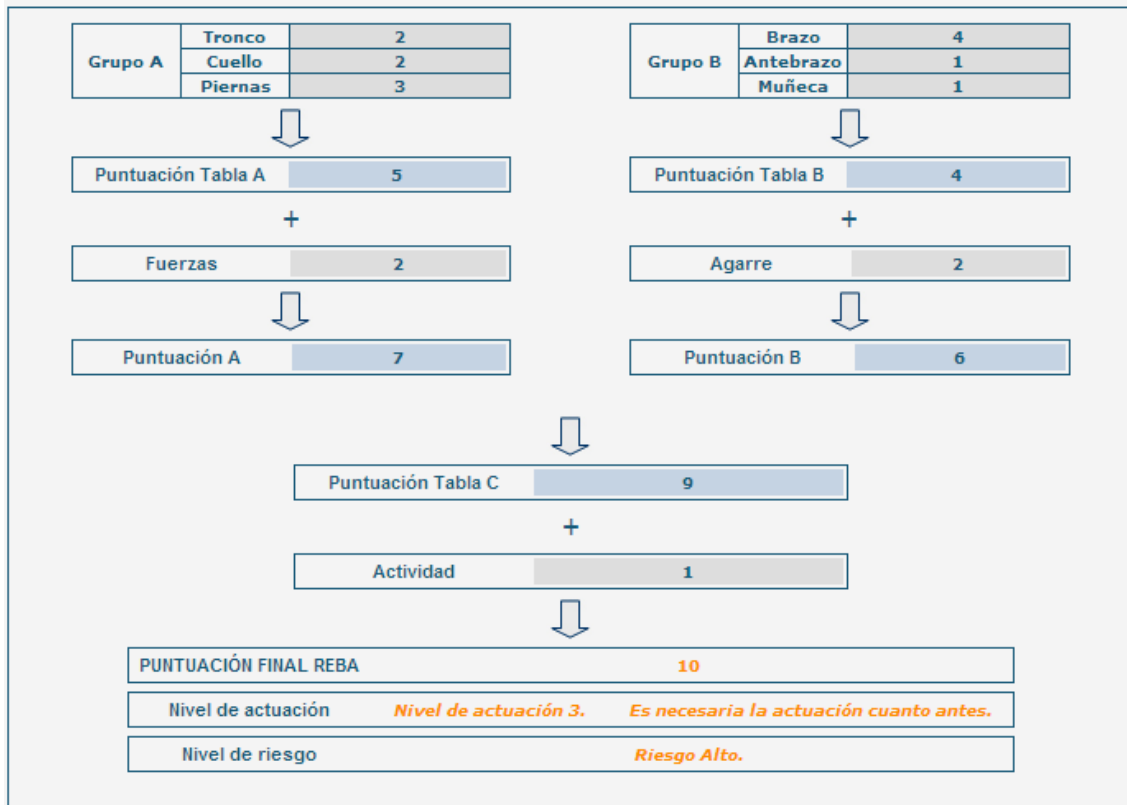 Grupo A
Tronco 2
Cuello 2
Piernas 3
Grupo B
Brazo 4
Antebrazo 1
Muñeca 1
Puntuación Tabla A 5
Puntuación Tabla B 4
+
+
Fuerzas 2
Agarre 2
Puntuación A 7
Puntuación B 6
Puntuación Tabla C 9
+
Actividad 1
PUNTUACIÓN FINAL REBA 10
Nivel de actuación Nivel de actuación 3. Es necesaria la actuación cuanto antes.
Nivel de riesgo Riesgo Alto.